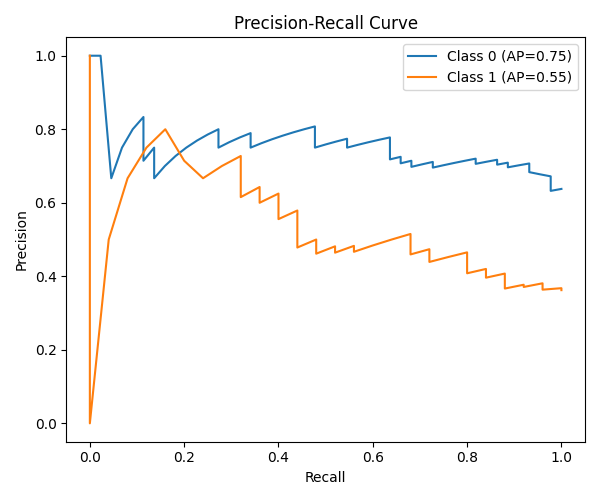 Precision-Recall Curve
Class 0 (AP=0.75)
Class 1 (AP=0.55)
Precision
1.0
0.8
0.6
0.4
0.2
0.0
0.0 0.2 0.4 0.6 0.8 1.0
Recall